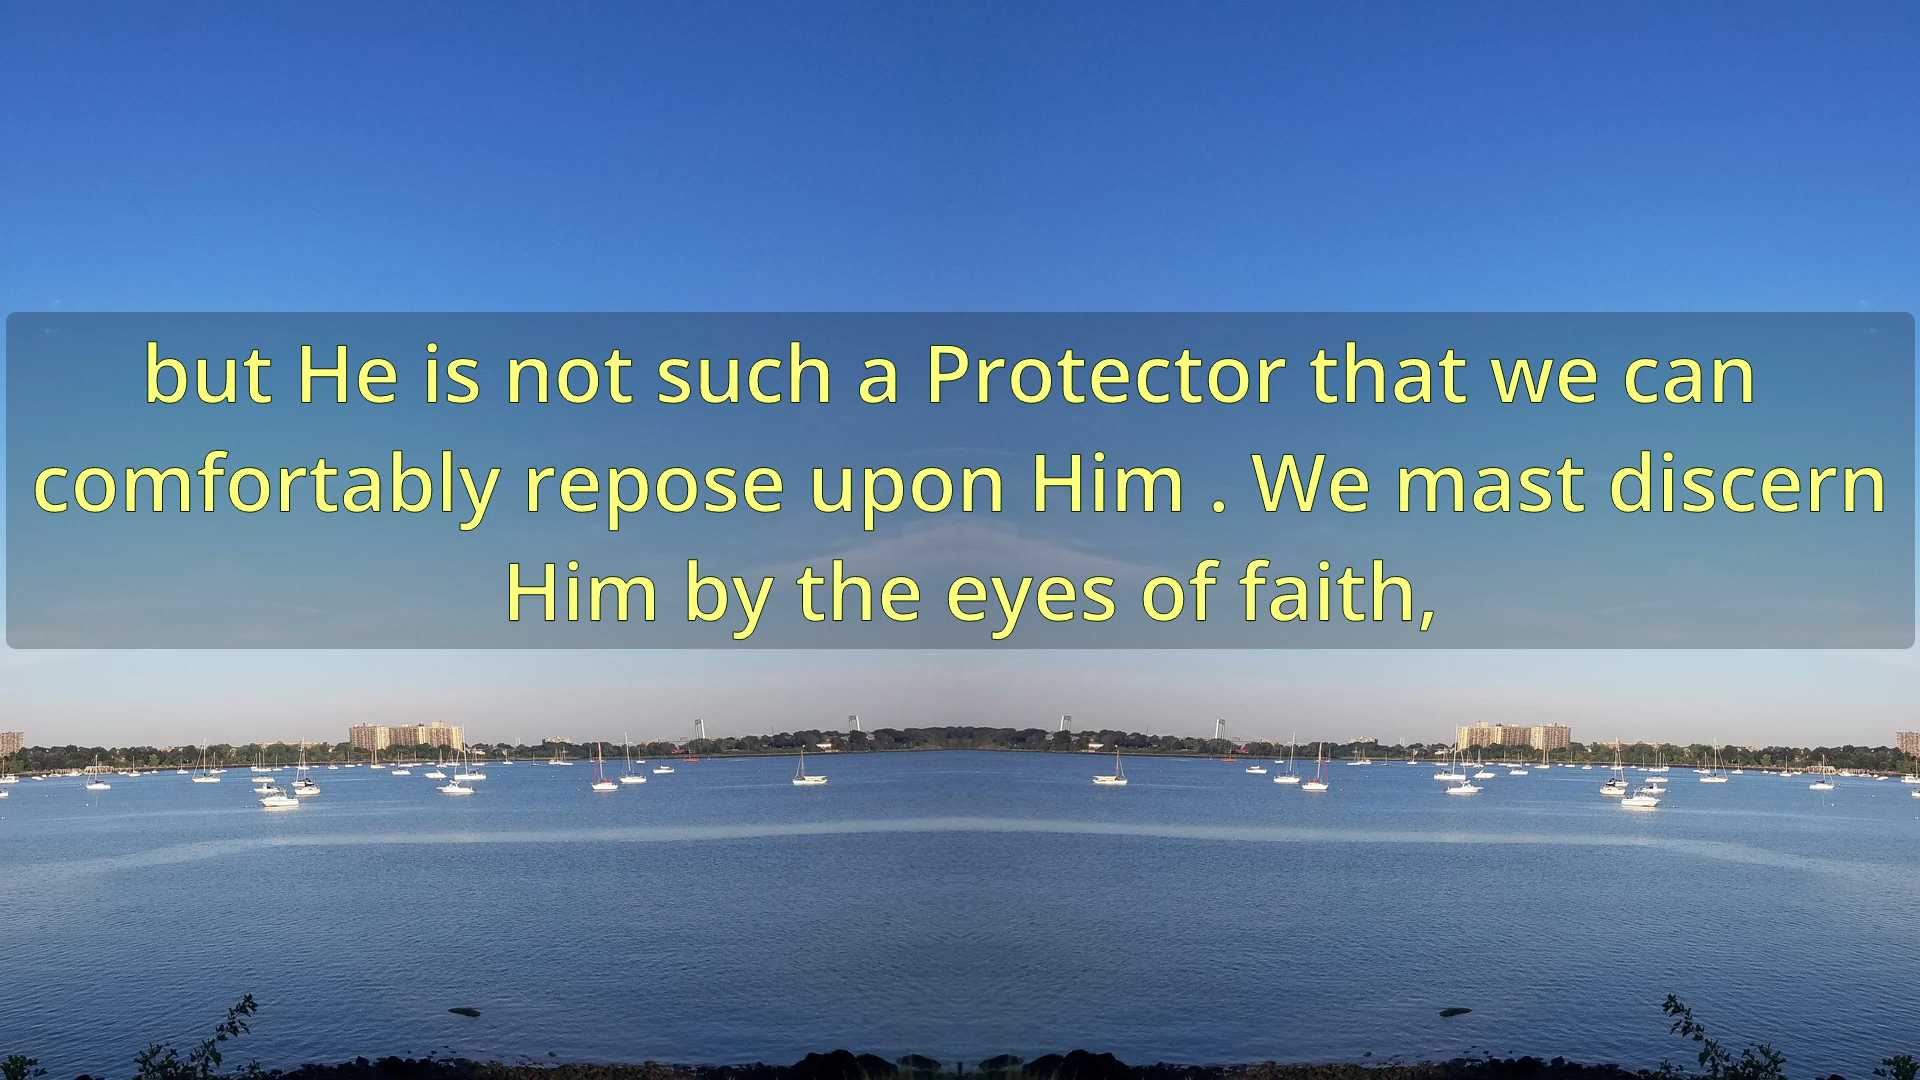 but He is not such a Protector that we can
comfortably repose upon Him . We mast discern
Him by the eyes of faith,